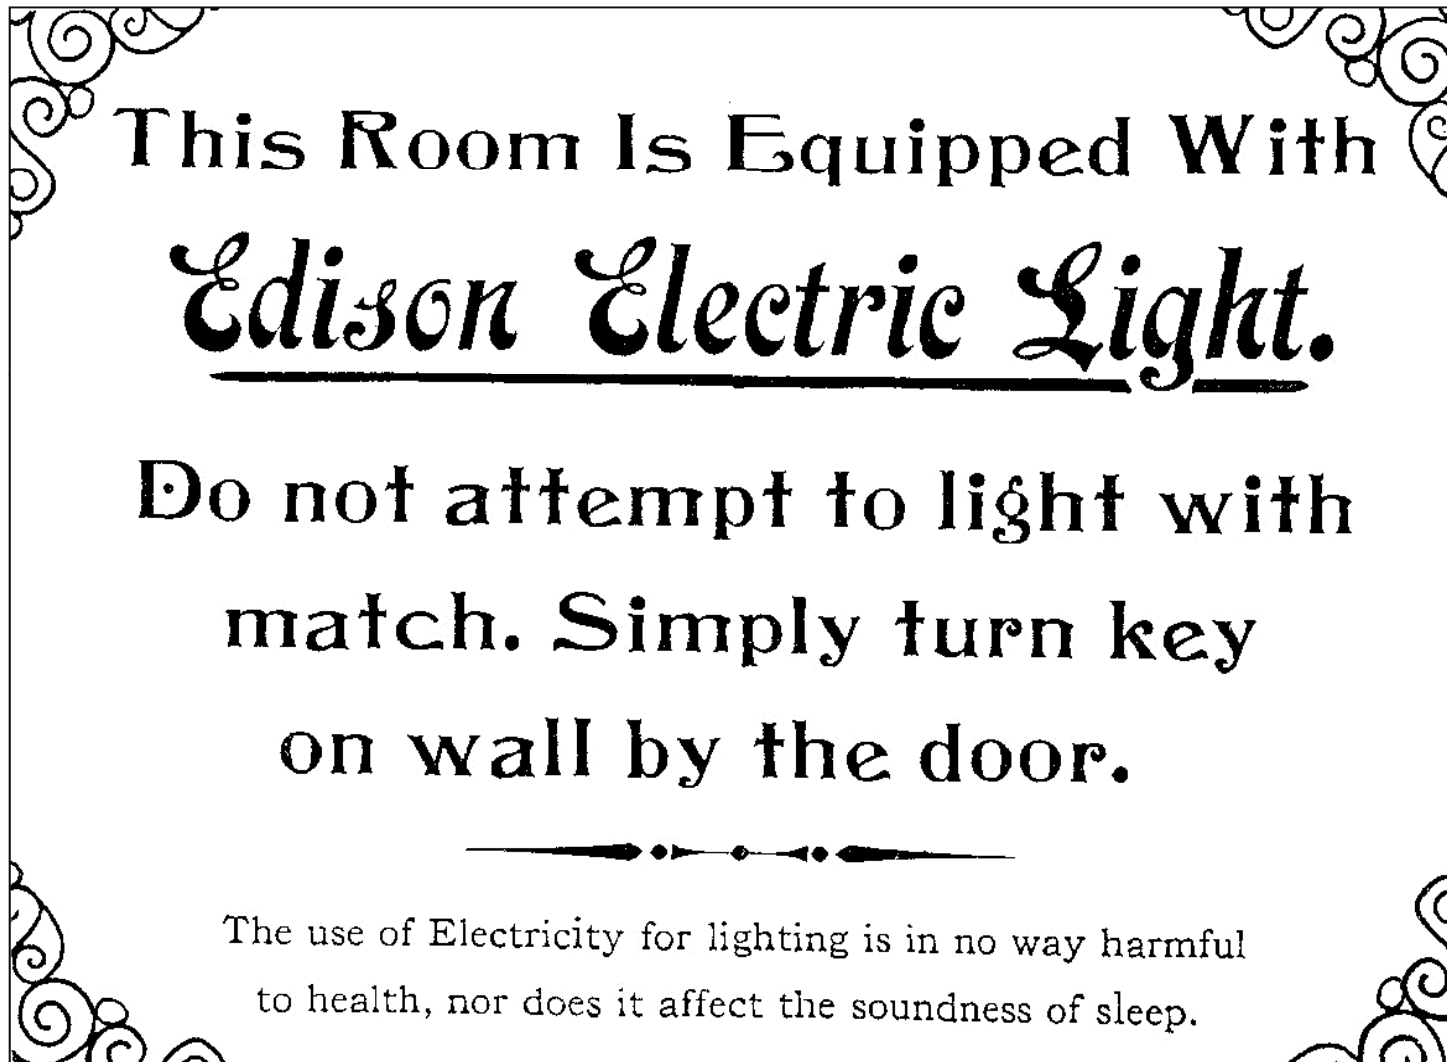 This Room Is Equipped With
Edison Electric Light.
Do not attempt to light with
match. Simply turn key
on wall by the door.
The use of Electricity for lighting is in no way harmful
to health, nor does it affect the soundness of sleep.